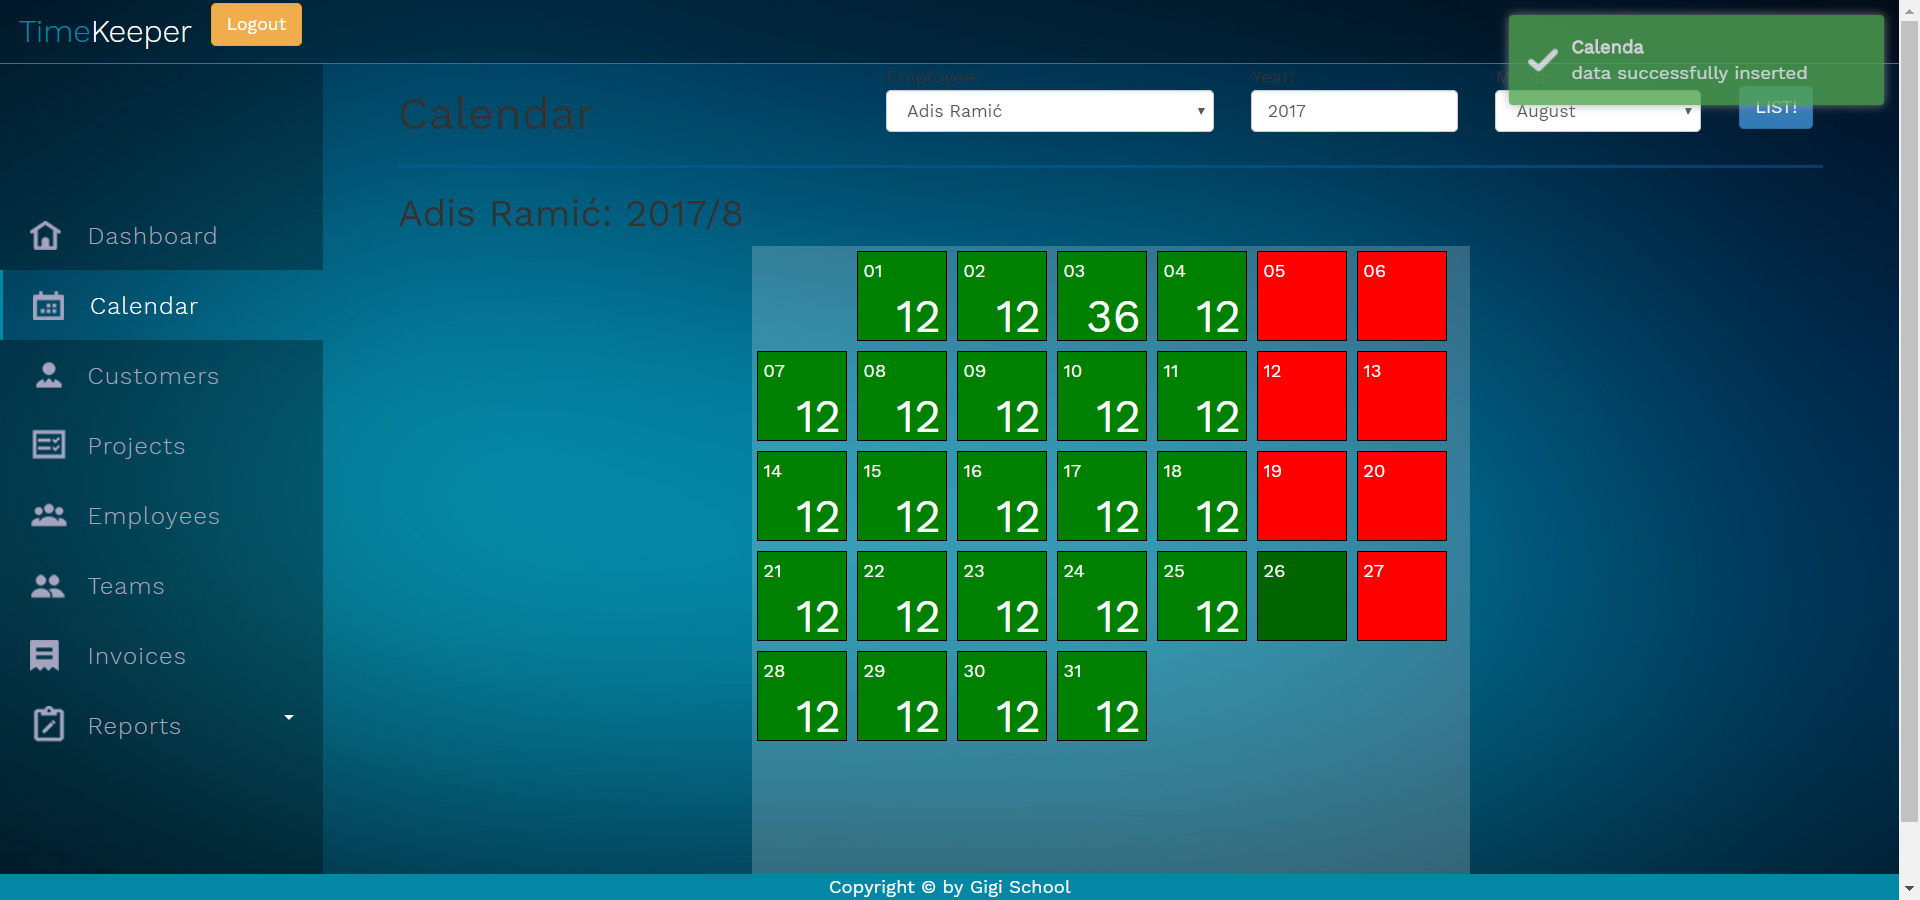 TimeKeeper Logout
Calenda
data successfully inserted
Employee: Year:
Calendar Adis Ramić 2017 August LIST!
Adis Ramić: 2017/8
Dashboard
Calendar
Customers
Projects
Employees
Teams
Invoices
Reports
01 02 03 04 05 06
12 12 36 12
07 08 09 10 11 12 13
12 12 12 12 12
14 15 16 17 18 19 20
12 12 12 12 12
21 22 23 24 25 26 27
12 12 12 12 12
28 29 30 31
12 12 12 12
Copyright © by Gigi School